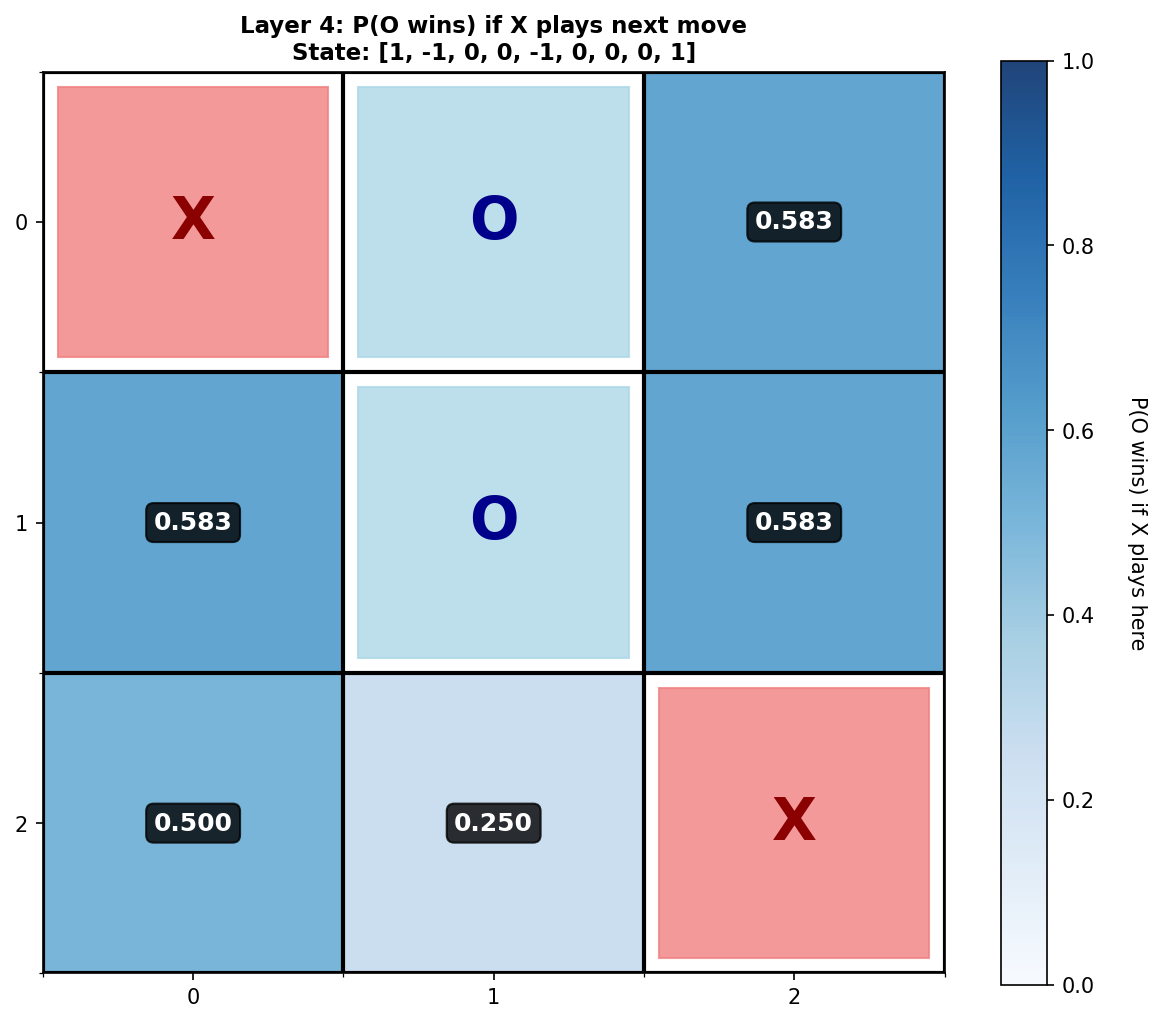 Layer 4: P(O wins) if X plays next move
State: [1, -1, 0, 0, -1, 0, 0, 0, 1]
X
O
0.583
0.583
O
0.583
0.500
0.250
X
0
1
2
0
1
2
1.0
0.8
0.6
0.4
0.2
0.0
P(O wins) if X plays here